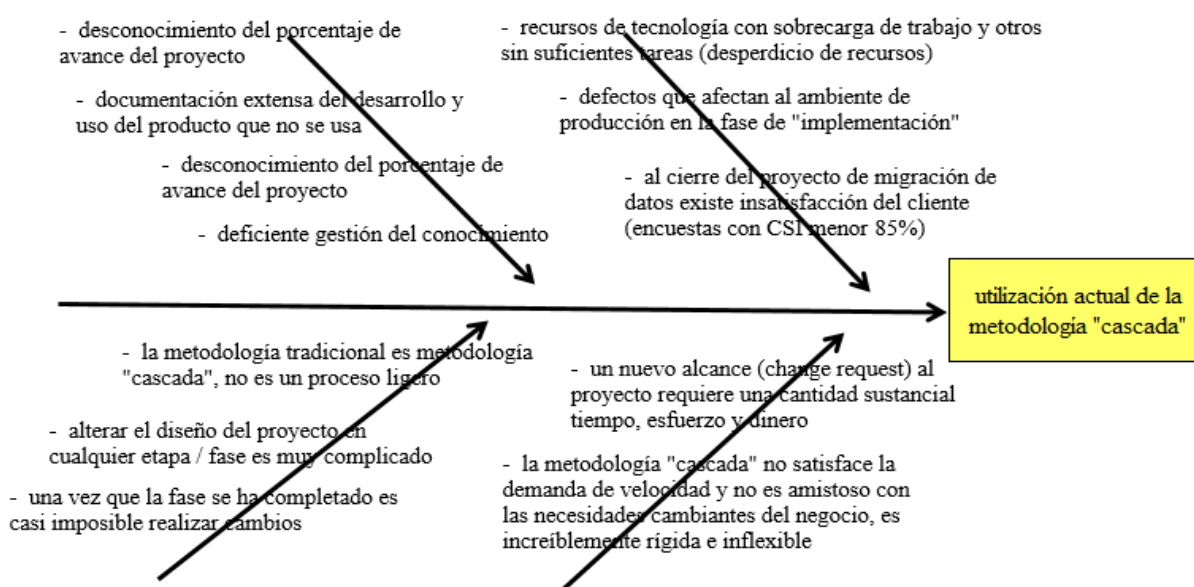 - desconocimiento del porcentaje de
avance del proyecto
- documentación extensa del desarrollo y
uso del producto que no se usa
- desconocimiento del porcentaje de
avance del proyecto
- deficiente gestión del conocimiento
- recursos de tecnología con sobrecarga de trabajo y otros
sin suficientes tareas (desperdicio de recursos)
- defectos que afectan al ambiente de
producción en la fase de "implementación"
- al cierre del proyecto de migración de
datos existe insatisfacción del cliente
(encuestas con CSI menor 85%)
utilización actual de la
metodología "cascada"
- la metodología tradicional es metodología
"cascada", no es un proceso ligero
- alterar el diseño del proyecto en
cualquier etapa / fase es muy complicado
- una vez que la fase se ha completado es
casi imposible realizar cambios
- un nuevo alcance (change request) al
proyecto requiere una cantidad sustancial
tiempo, esfuerzo y dinero
- la metodología "cascada" no satisface la
demanda de velocidad y no es amistoso con
las necesidades cambiantes del negocio, es
increíblemente rígida e inflexible